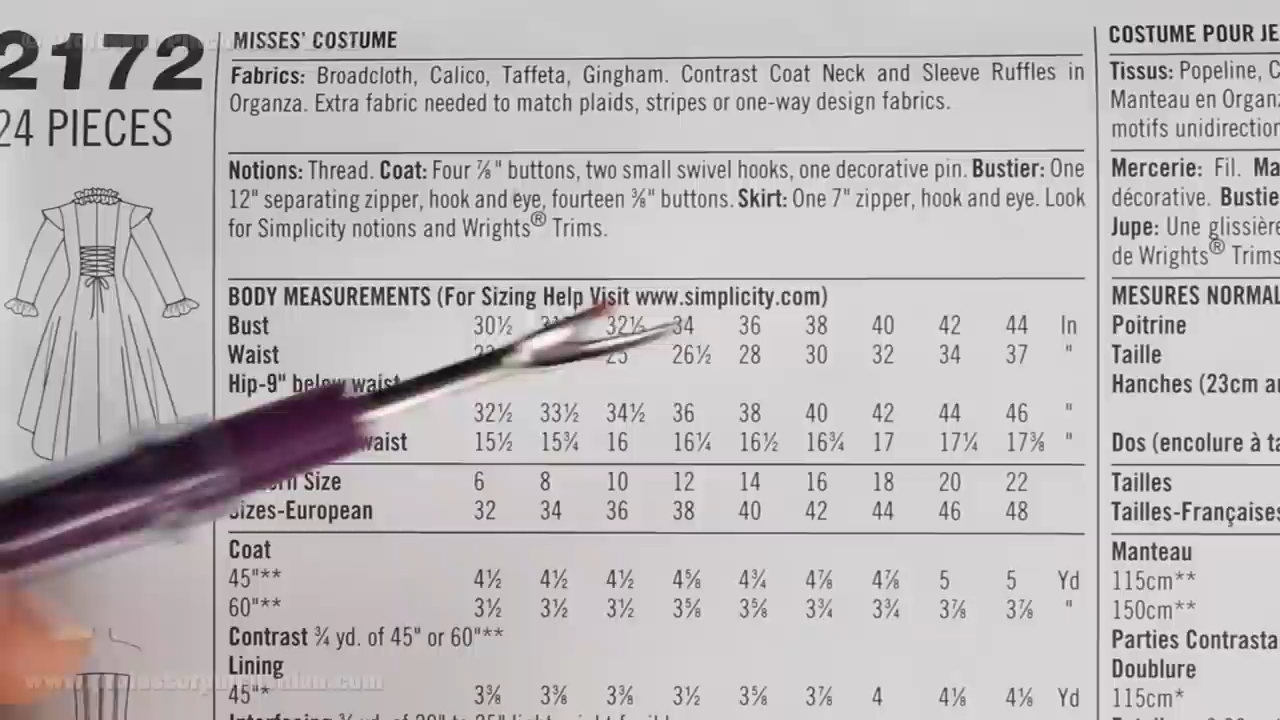 2172
24 PIECES
MISSES' COSTUME
Fabrics: Broadcloth, Calico, Taffeta, Gingham. Contrast Coat Neck and Sleeve Ruffles in
Organza. Extra fabric needed to match plaids, stripes or one-way design fabrics.
Notions: Thread. Coat: Four ⅞" buttons, two small swivel hooks, one decorative pin. Bustier: One
12" separating zipper, hook and eye, fourteen ⅜" buttons. Skirt: One 7" zipper, hook and eye. Look
for Simplicity notions and Wrights® Trims.
BODY MEASUREMENTS (For Sizing Help Visit www.simplicity.com)
Bust 30½ 32½ 34 36 38 40 42 44 In
Waist 25 26½ 28 30 32 34 37 "
Hip-9" below waist
32½ 33½ 34½ 36 38 40 42 44 46 "
waist 15½ 15¾ 16 16¼ 16½ 16¾ 17 17¼ 17⅜ "
Size 6 8 10 12 14 16 18 20 22
Sizes-European 32 34 36 38 40 42 44 46 48
Coat
45"** 4½ 4½ 4½ 4⅝ 4¾ 4⅞ 4⅞ 5 5 Yd
60"** 3½ 3½ 3½ 3⅝ 3⅝ 3¾ 3¾ 3⅞ 3⅞ "
Contrast ¾ yd. of 45" or 60"**
Lining
45"* 3⅜ 3⅜ 3⅜ 3½ 3⅝ 3⅞ 4 4⅛ 4⅛ Yd
COSTUME POUR JE
Tissus: Popeline, C
Manteau en Organz
motifs unidirection
Mercerie: Fil. Ma
décorative. Bustie
Jupe: Une glissière
de Wrights® Trims
MESURES NORMAL
Poitrine
Taille
Hanches (23cm au
Dos (encolure à ta
Tailles
Tailles-Françaises
Manteau
115cm**
150cm**
Parties Contrasta
Doublure
115cm*